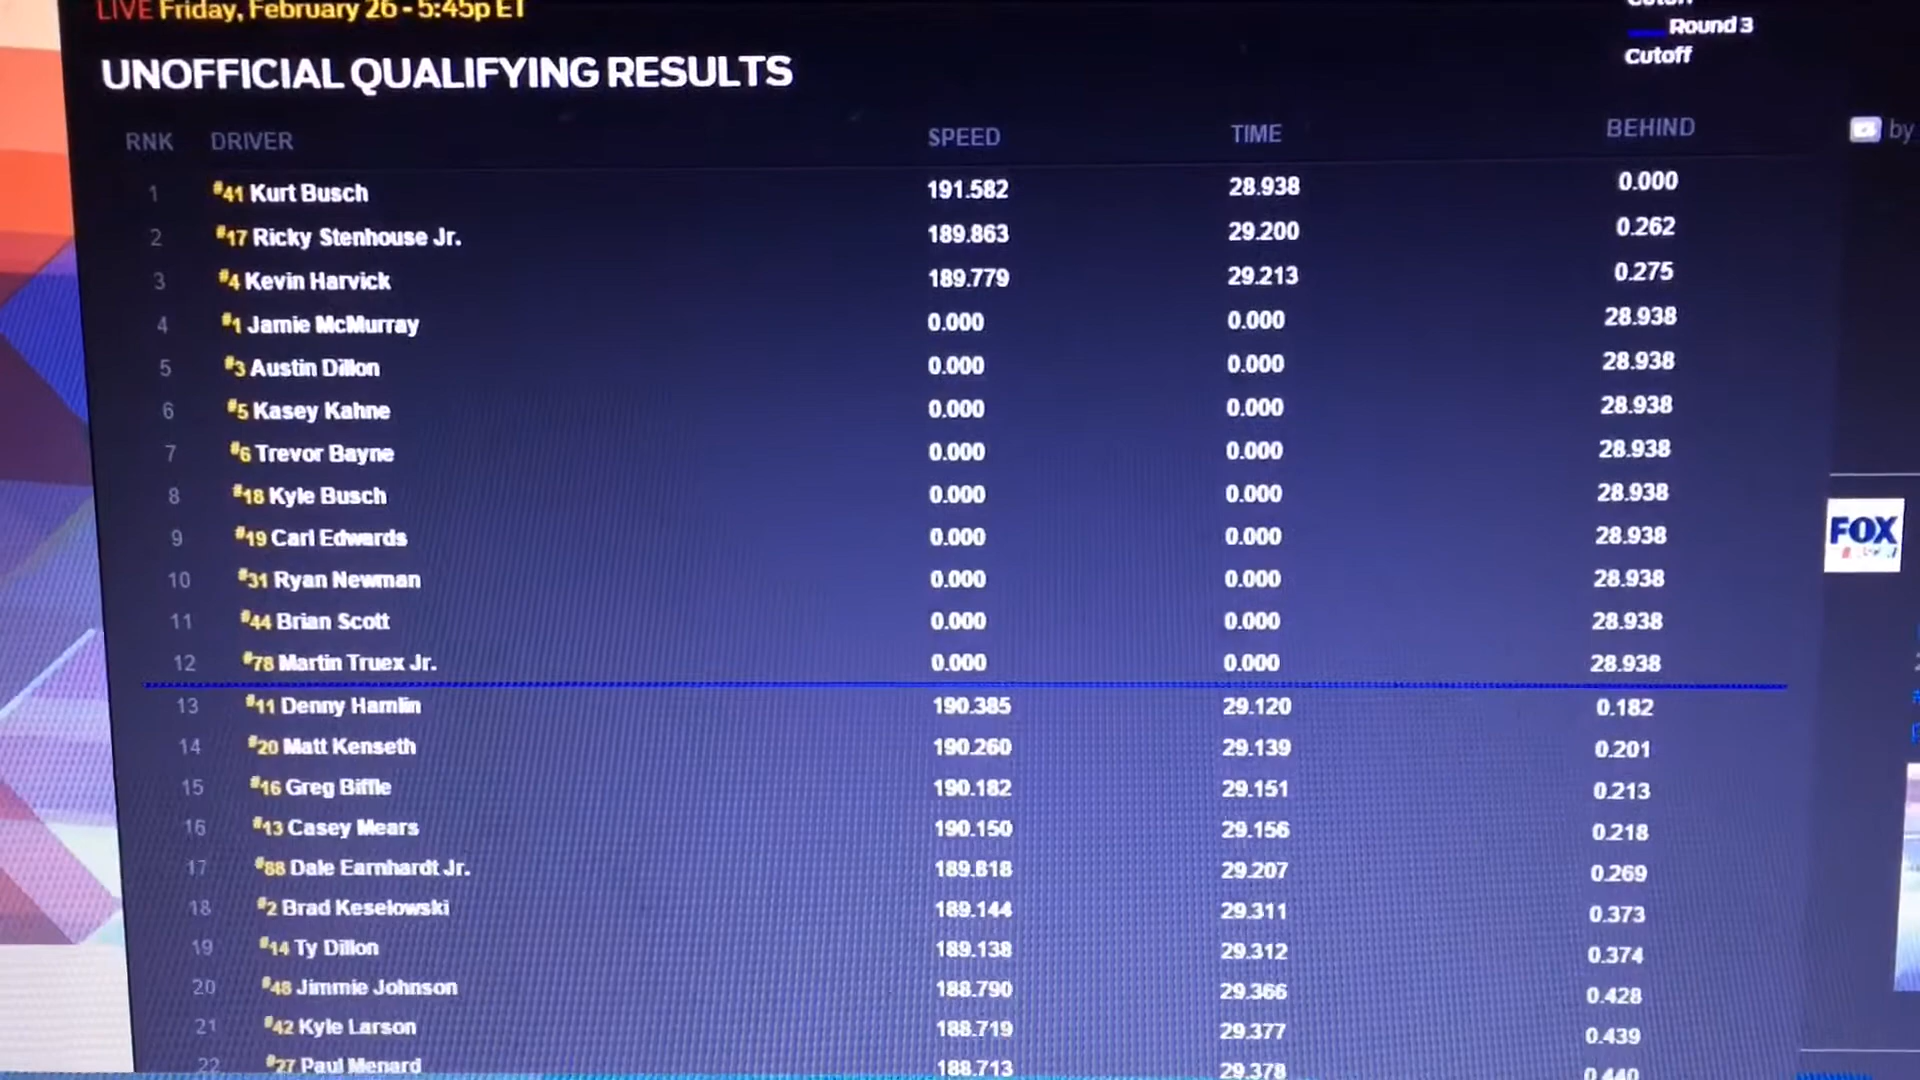 LIVE Friday, February 26 - 5:45p ET
Cutoff
Round 3
Cutoff
UNOFFICIAL QUALIFYING RESULTS
RNK DRIVER SPEED TIME BEHIND
by
1 #41 Kurt Busch 191.582 28.938 0.000
2 #17 Ricky Stenhouse Jr. 189.863 29.200 0.262
3 #4 Kevin Harvick 189.779 29.213 0.275
4 #1 Jamie McMurray 0.000 0.000 28.938
5 #3 Austin Dillon 0.000 0.000 28.938
6 #5 Kasey Kahne 0.000 0.000 28.938
7 #6 Trevor Bayne 0.000 0.000 28.938
8 #18 Kyle Busch 0.000 0.000 28.938
9 #19 Carl Edwards 0.000 0.000 28.938
10 #31 Ryan Newman 0.000 0.000 28.938
11 #44 Brian Scott 0.000 0.000 28.938
12 #78 Martin Truex Jr. 0.000 0.000 28.938
13 #11 Denny Hamlin 190.385 29.120 0.182
14 #20 Matt Kenseth 190.260 29.139 0.201
15 #16 Greg Biffle 190.182 29.151 0.213
16 #13 Casey Mears 190.150 29.156 0.218
17 #88 Dale Earnhardt Jr. 189.818 29.207 0.269
18 #2 Brad Keselowski 189.144 29.311 0.373
19 #14 Ty Dillon 189.138 29.312 0.374
20 #48 Jimmie Johnson 188.790 29.366 0.428
21 #42 Kyle Larson 188.719 29.377 0.439
22 #27 Paul Menard 188.713 29.378 0.440
FOX